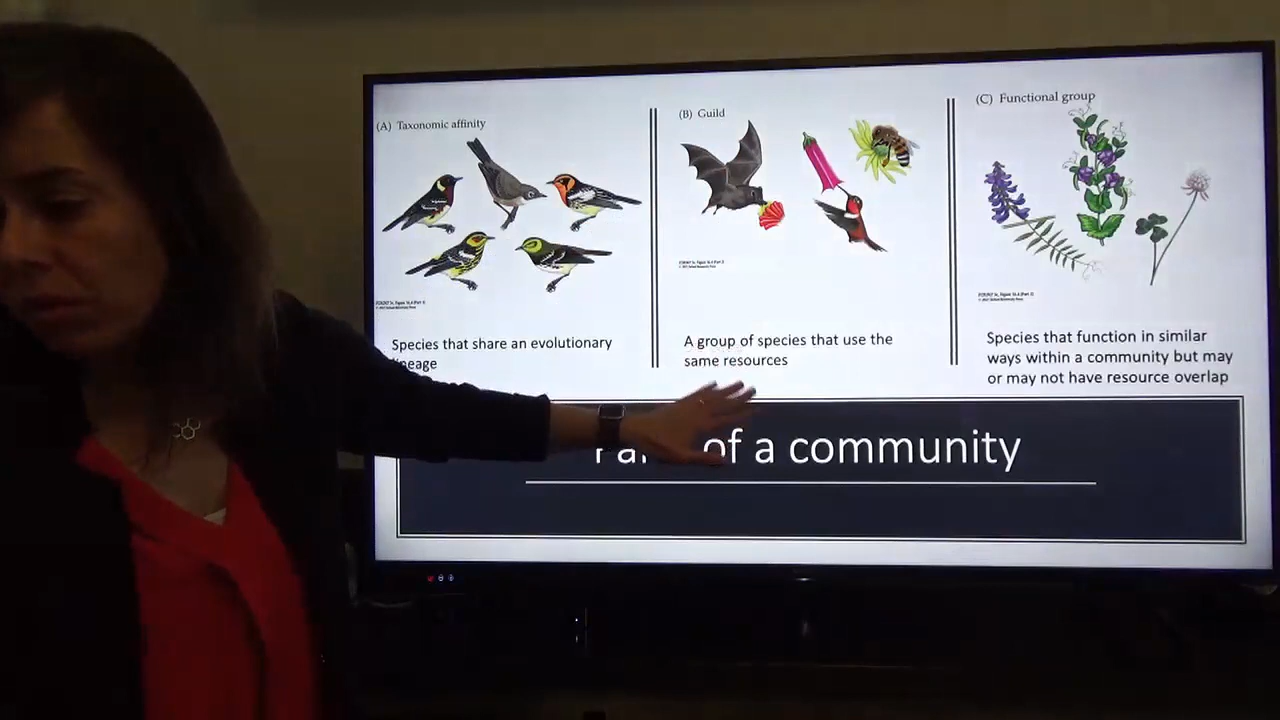 (A) Taxonomic affinity
Species that share an evolutionary
(B) Guild
A group of species that use the
same resources
(C) Functional group
Species that function in similar
ways within a community but may
or may not have resource overlap
of a community